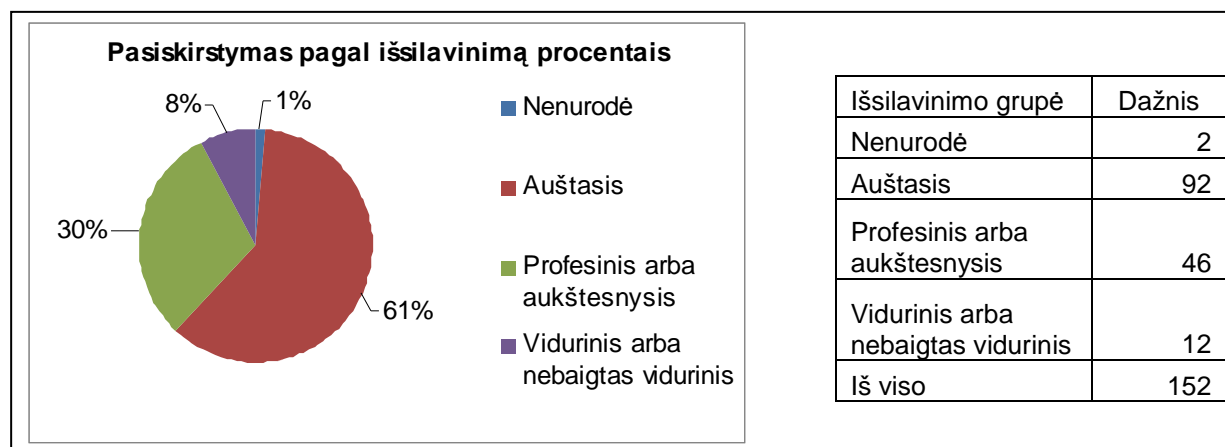 Pasiskirstymas pagal išsilavinimą procentais
8%
1%
30%
61%
Nenurodė
Auštasis
Profesinis arba
aukštesnysis
Vidurinis arba
nebaigtas vidurinis
Išsilavinimo grupė Dažnis
Nenurodė 2
Auštasis 92
Profesinis arba
aukštesnysis 46
Vidurinis arba
nebaigtas vidurinis 12
Iš viso 152